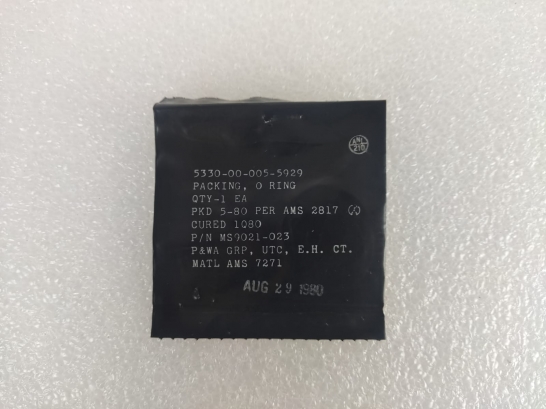 5330-00-005-5929
PACKING, O RING
QTY-1 EA
PKD 5-80 PER AMS 2817
CURED 1Q80
P/N MS9021-023
P&WA GRP, UTC, E.H. CT.
MATL AMS 7271
AUG 29 1980